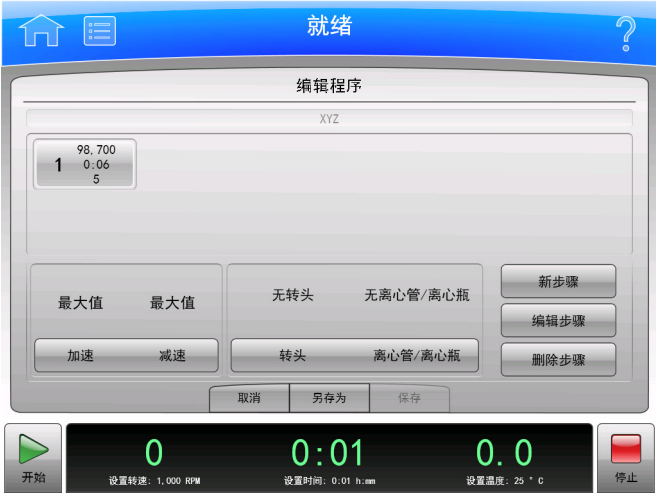 就绪
编辑程序
XYZ
98,700
1 0:06
5
最大值 最大值
无转头 无离心管/离心瓶
新步骤
编辑步骤
加速 减速
转头 离心管/离心瓶
删除步骤
取消 另存为 保存
0 0:01 0.0
开始 设置转速: 1,000 RPM 设置时间: 0:01 h:mm 设置温度: 25 ° C 停止